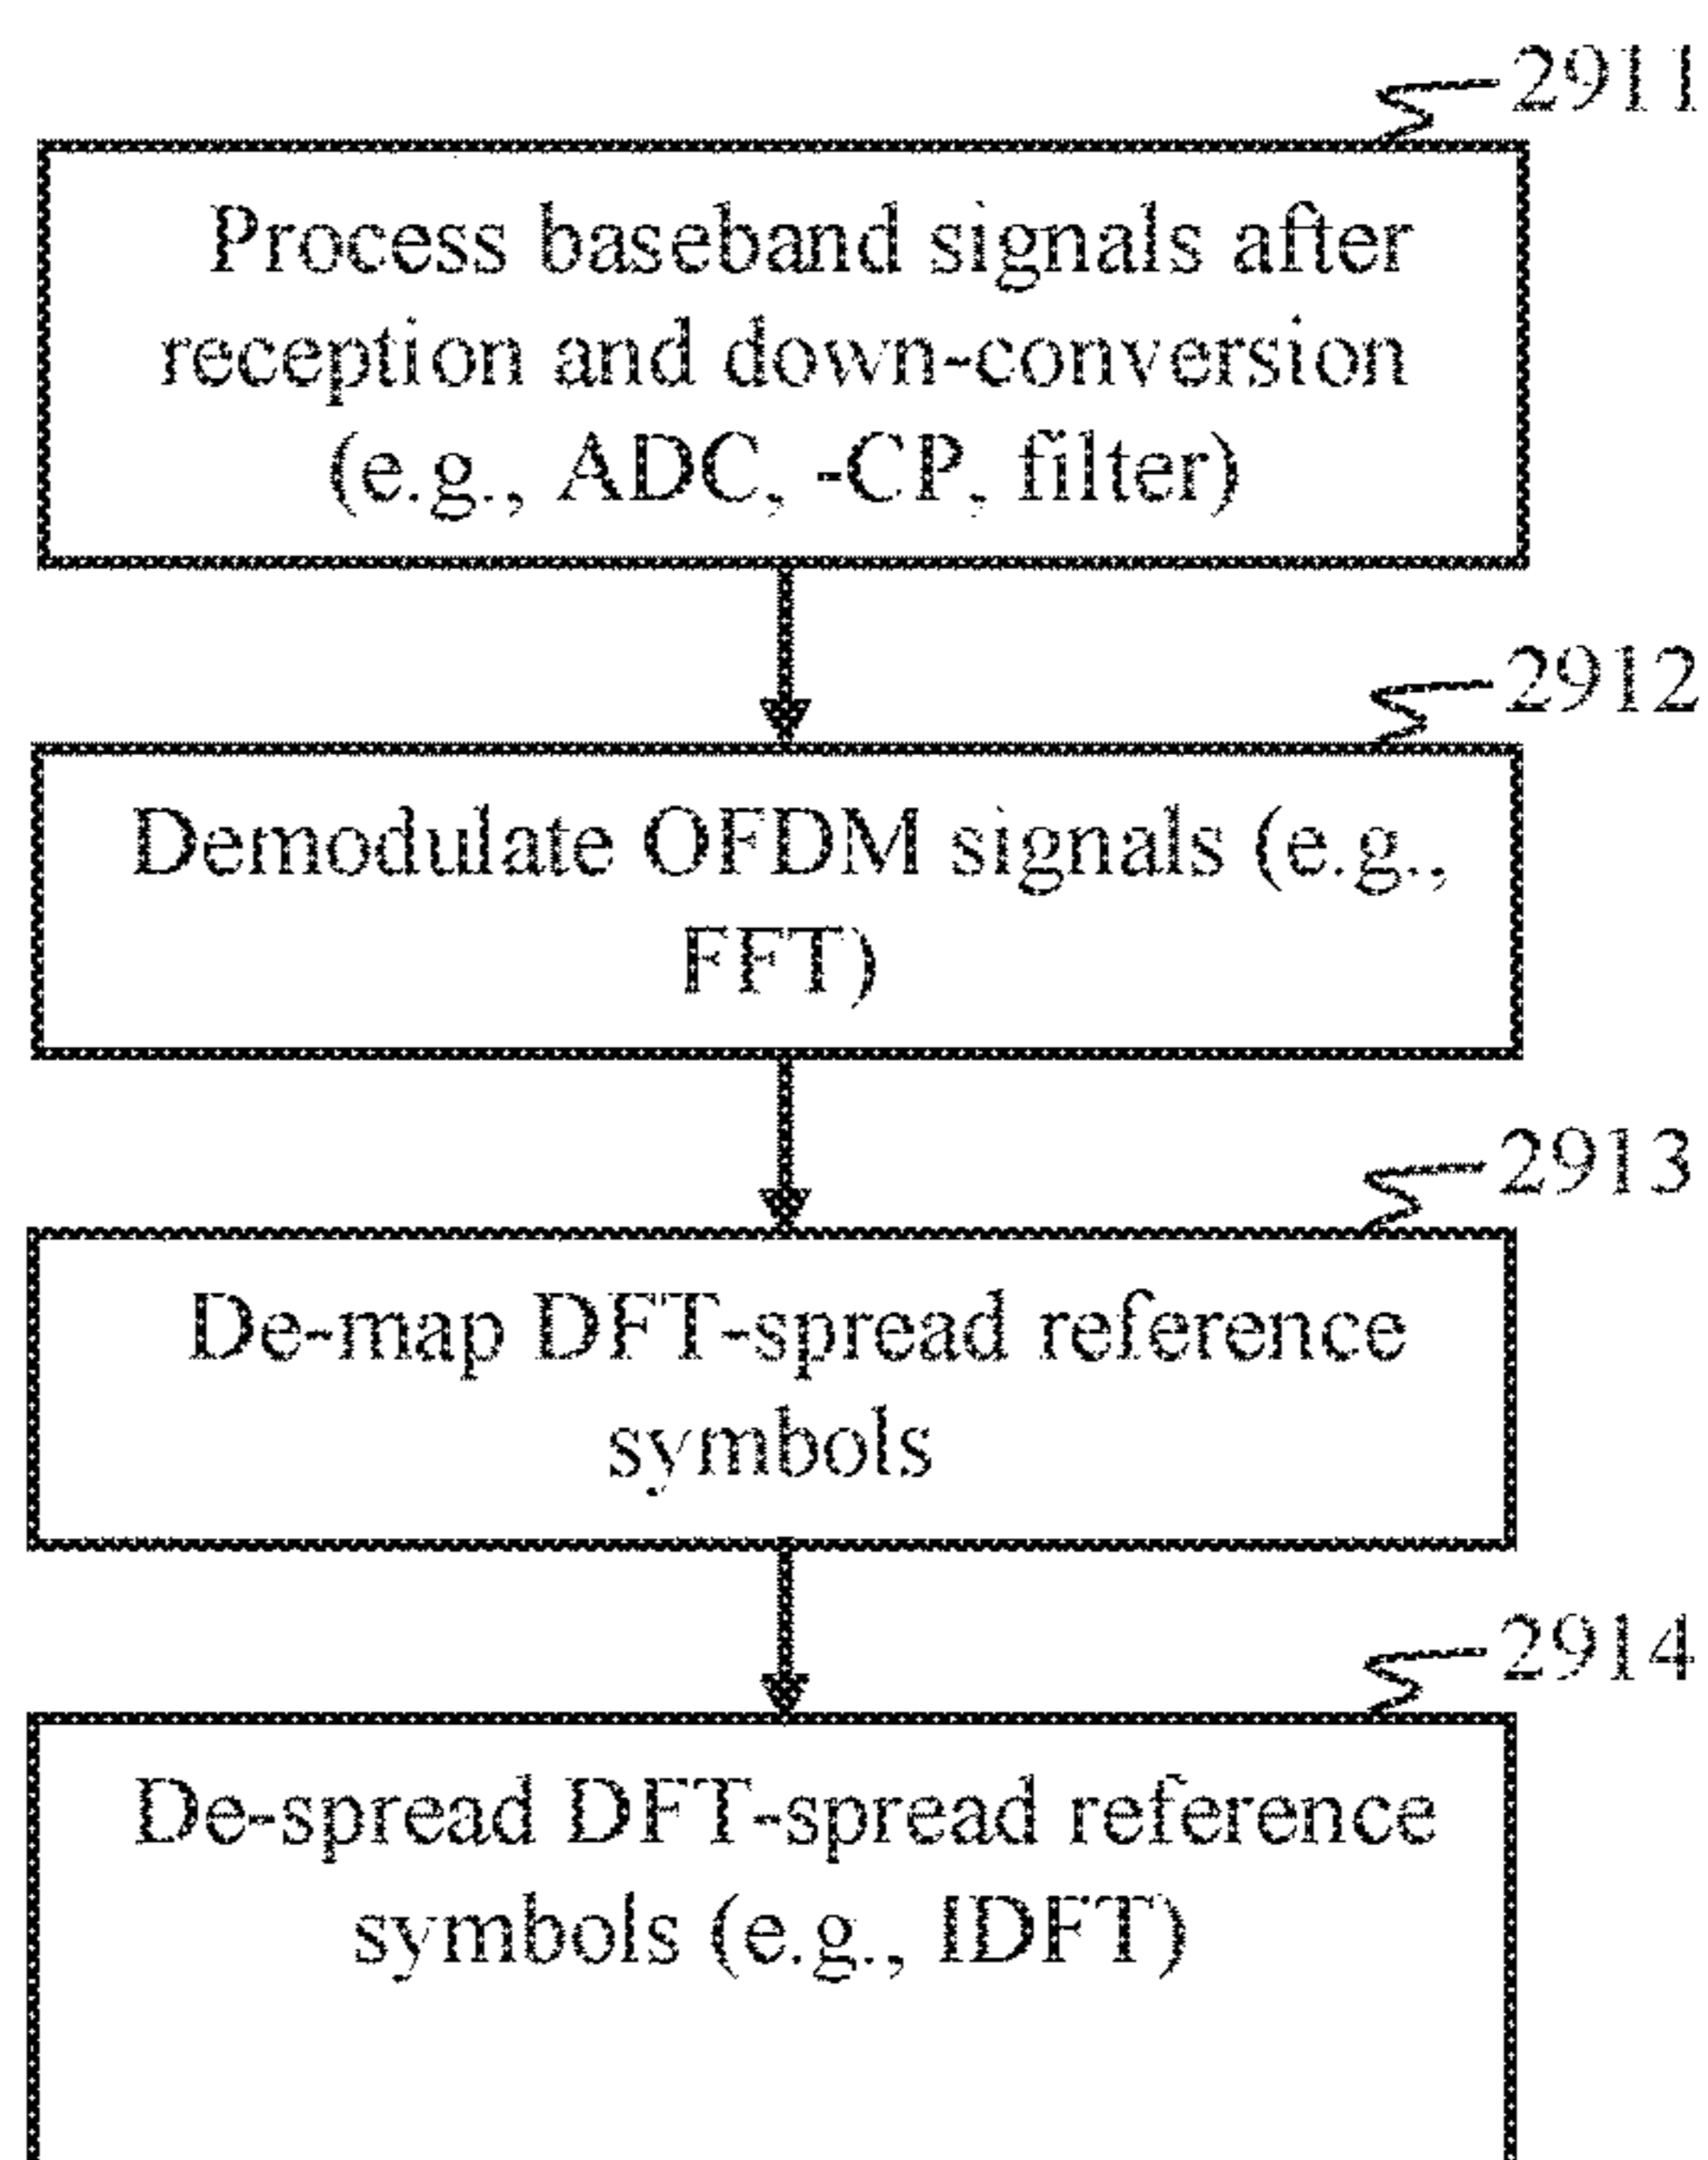 2911
Process baseband signals after
reception and down-conversion
(e.g., ADC, -CP, filter)
2912
Demodulate OFDM signals (e.g.,
FFT)
2913
De-map DFT-spread reference
symbols
2914
De-spread DFT-spread reference
symbols (e.g., IDFT)